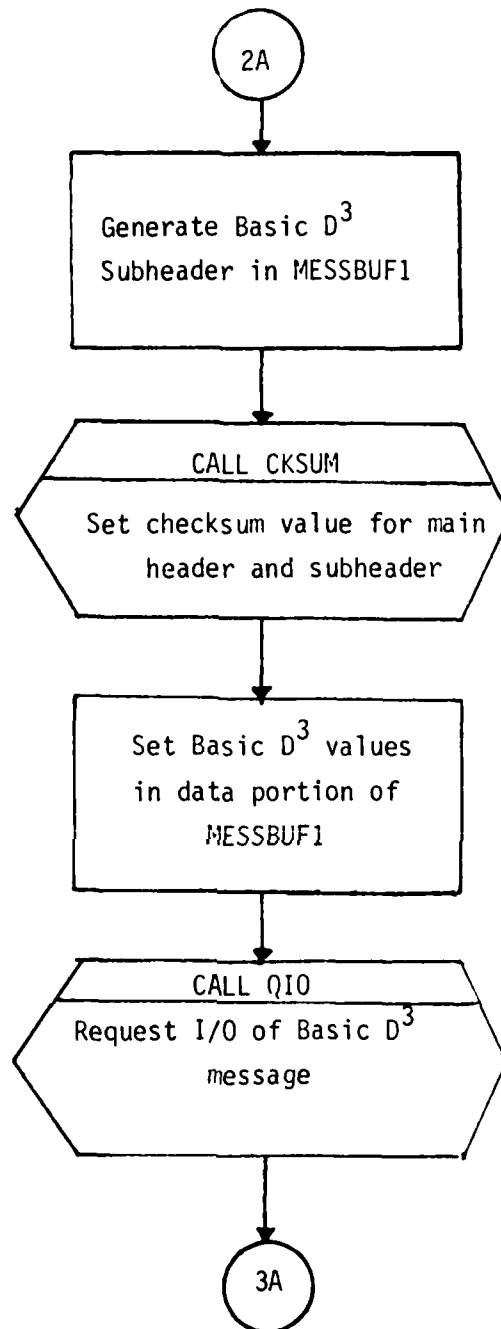 2A
Generate Basic D³
Subheader in MESSBUF1
CALL CKSUM
Set checksum value for main
header and subheader
Set Basic D³ values
in data portion of
MESSBUF1
CALL QIO
Request I/O of Basic D³
message
3A